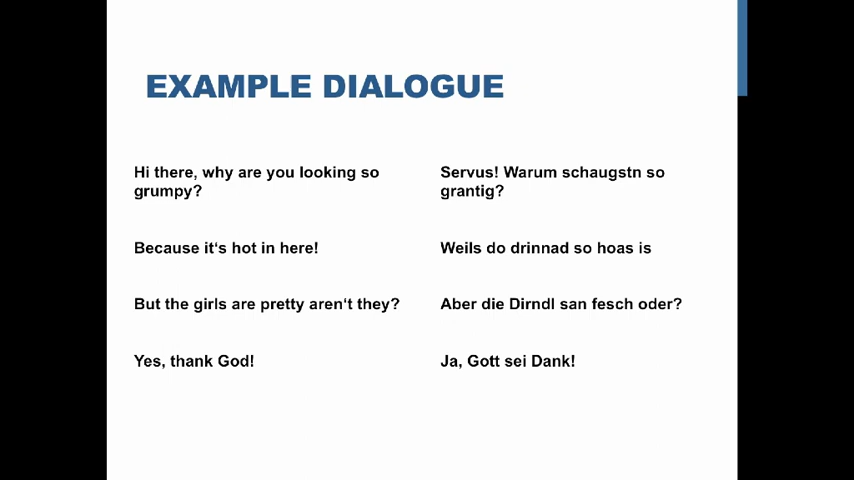 EXAMPLE DIALOGUE
Hi there, why are you looking so
grumpy?
Servus! Warum schaugstn so
grantig?
Because it‘s hot in here!
Weils do drinnad so hoas is
But the girls are pretty aren‘t they?
Aber die Dirndl san fesch oder?
Yes, thank God!
Ja, Gott sei Dank!